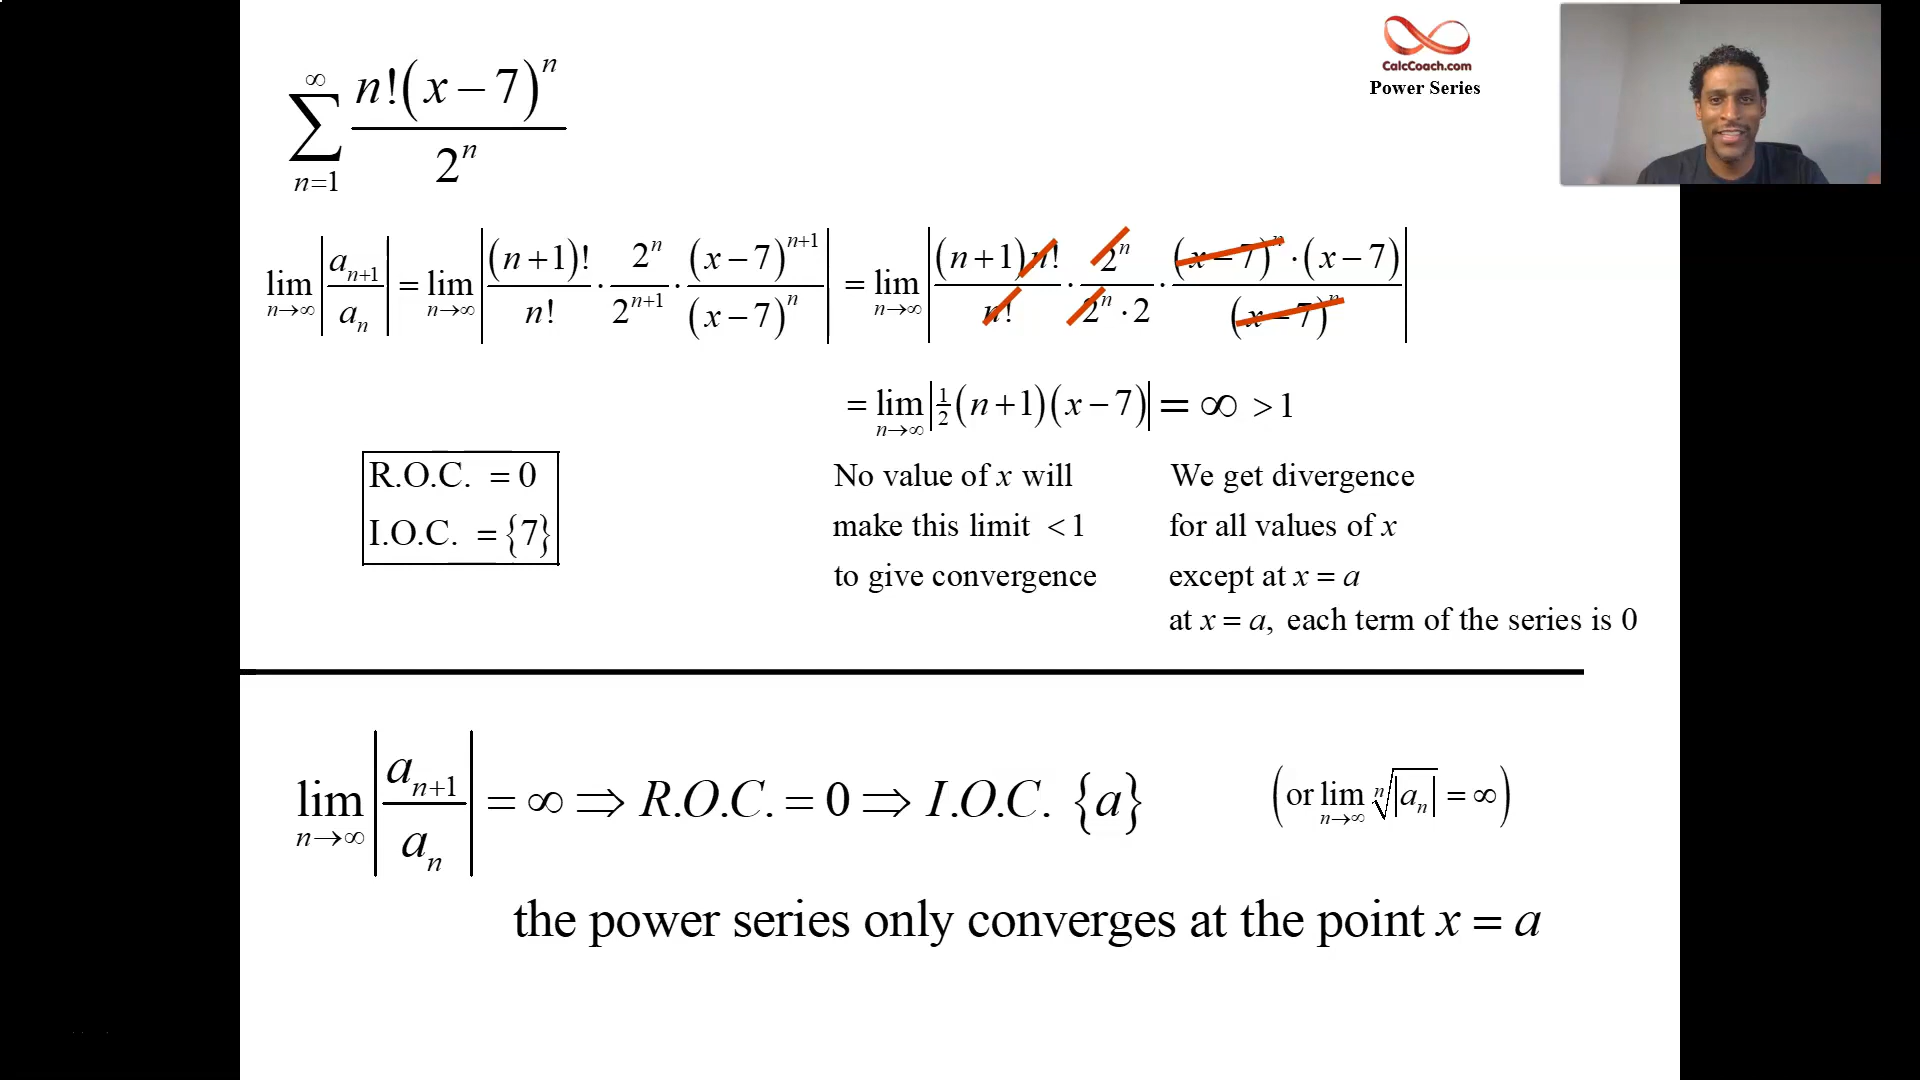 CalcCoach.com
Power Series
∑_{n=1}^{∞} n!(x − 7)^n / 2^n
lim_{n→∞} |a_{n+1} / a_n| = lim_{n→∞} |(n+1)! / n! · 2^n / 2^{n+1} · (x − 7)^{n+1} / (x − 7)^n| = lim_{n→∞} |(n+1)n! / n! · 2^n / 2^n · 2 · (x − 7)^n · (x − 7) / (x − 7)^n|
= lim_{n→∞} |½(n+1)(x − 7)| = ∞ > 1
R.O.C. = 0
I.O.C. = {7}
No value of x will
make this limit < 1
to give convergence
We get divergence
for all values of x
except at x = a
at x = a, each term of the series is 0
lim_{n→∞} |a_{n+1} / a_n| = ∞ ⇒ R.O.C. = 0 ⇒ I.O.C. {a}
(or lim_{n→∞} ⁿ√|a_n| = ∞)
the power series only converges at the point x = a